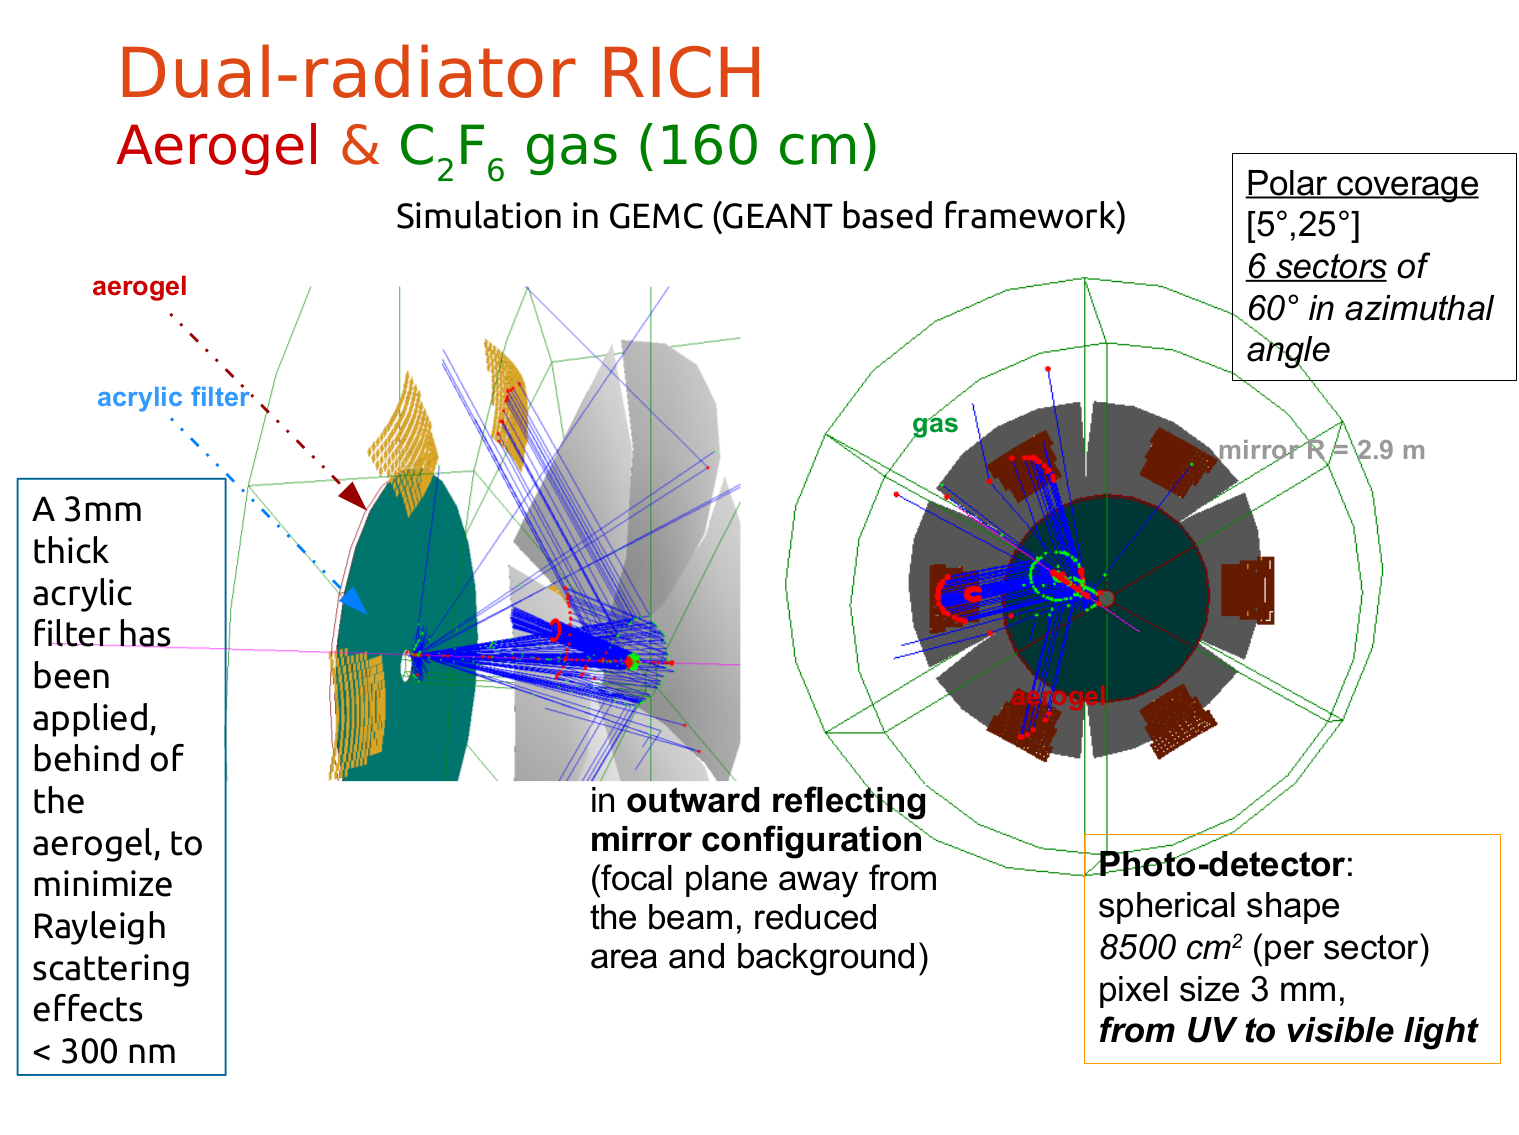 Dual-radiator RICH
Aerogel & C2F6 gas (160 cm)
Simulation in GEMC (GEANT based framework)
Polar coverage
[5°,25°]
6 sectors of
60° in azimuthal
angle
aerogel
acrylic filter
gas
mirror R = 2.9 m
A 3mm
thick
acrylic
filter has
been
applied,
behind of
the
aerogel, to
minimize
Rayleigh
scattering
effects
< 300 nm
aerogel
in outward reflecting
mirror configuration
(focal plane away from
the beam, reduced
area and background)
Photo-detector:
spherical shape
8500 cm² (per sector)
pixel size 3 mm,
from UV to visible light